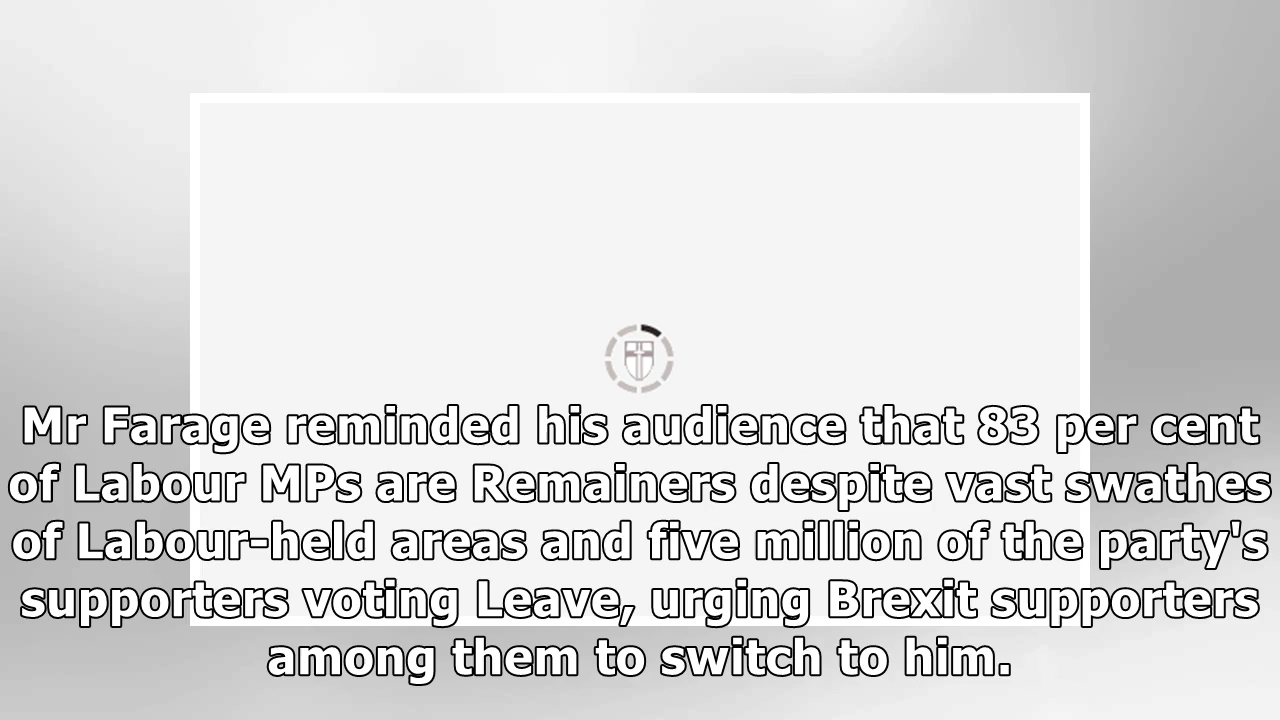 Mr Farage reminded his audience that 83 per cent
of Labour MPs are Remainers despite vast swathes
of Labour-held areas and five million of the party's
supporters voting Leave, urging Brexit supporters
among them to switch to him.